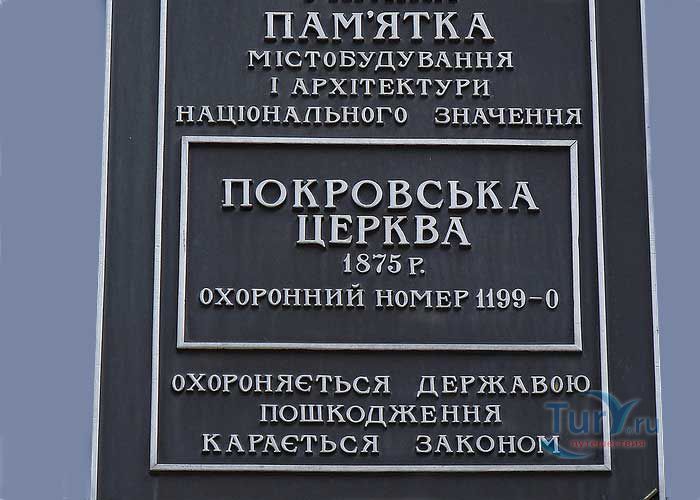 ПАМ'ЯТКА
МІСТОБУДУВАННЯ
І АРХІТЕКТУРИ
НАЦІОНАЛЬНОГО ЗНАЧЕННЯ
ПОКРОВСЬКА
ЦЕРКВА
1875 Р.
ОХОРОННИЙ НОМЕР 1199-0
ОХОРОНЯЄТЬСЯ ДЕРЖАВОЮ
ПОШКОДЖЕННЯ
КАРАЄТЬСЯ ЗАКОНОМ
TurY.ru
путешествия